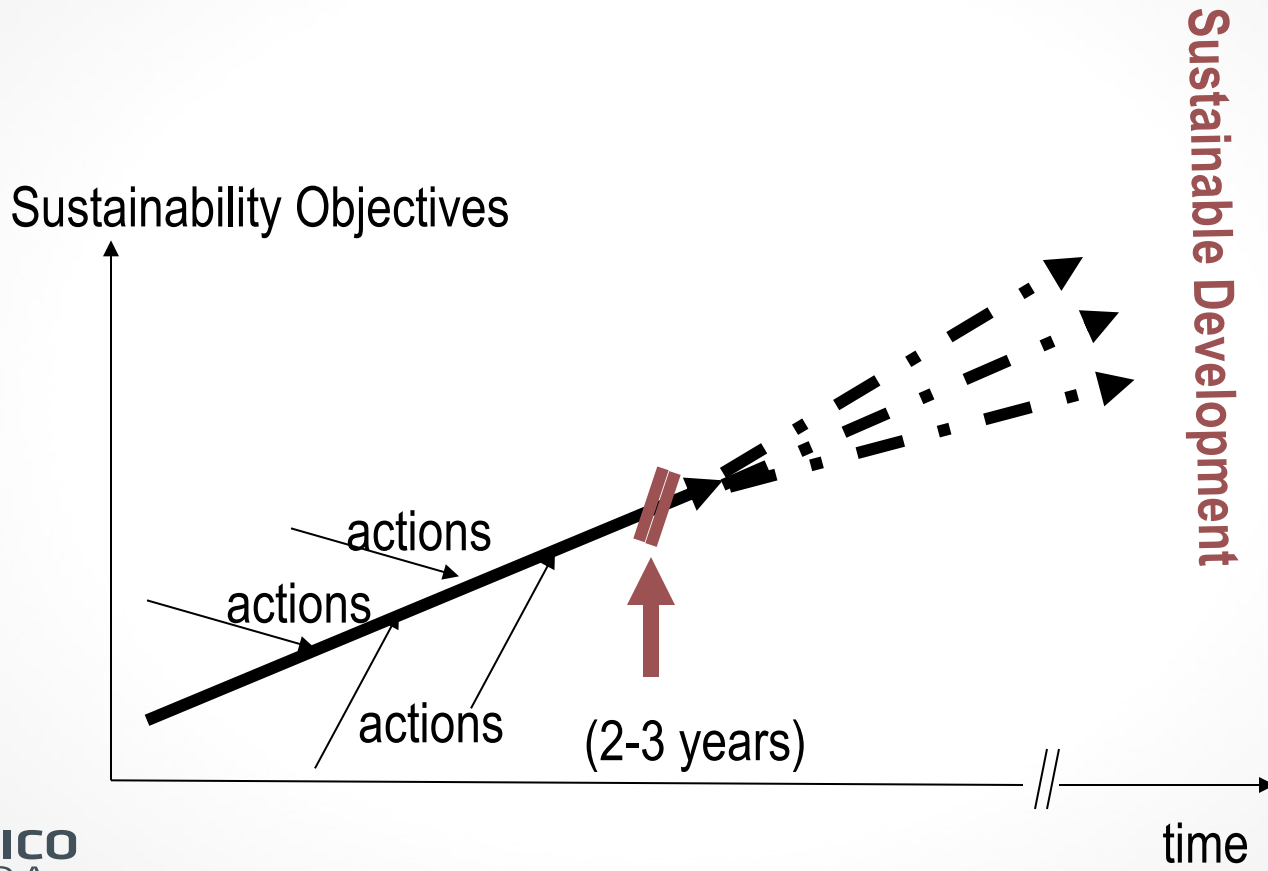 Sustainable Development
Sustainability Objectives
actions
actions
actions
(2-3 years)
time
ICO